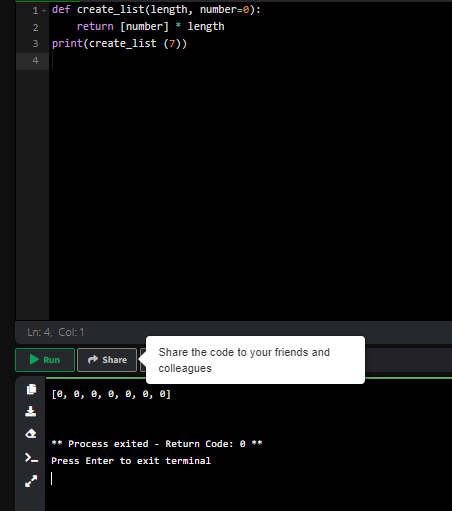 1 def create_list(length, number=0):
2 return [number] * length
3 print(create_list (7))
4
Ln: 4, Col: 1
Run Share
Share the code to your friends and
colleagues
[0, 0, 0, 0, 0, 0, 0]
** Process exited - Return Code: 0 **
Press Enter to exit terminal